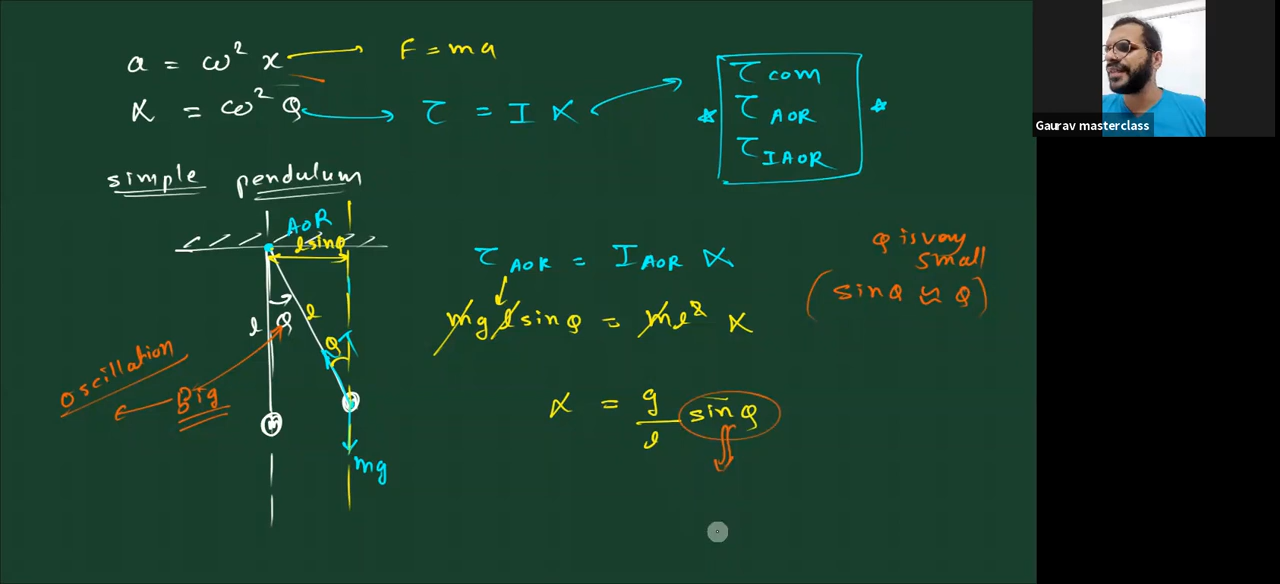 a = ω² x → F = ma
α = ω² θ → τ = I α
τ COM
τ AOR
τ IAOR
simple pendulum
AOR
l sinθ
θ
l
l
θ
T
m
mg
Oscillation
Big
τ AOR = I AOR α
mg l sinθ = ml² α
α = g/l sinθ
θ is very
small
(sinθ ≈ θ)
Gaurav masterclass